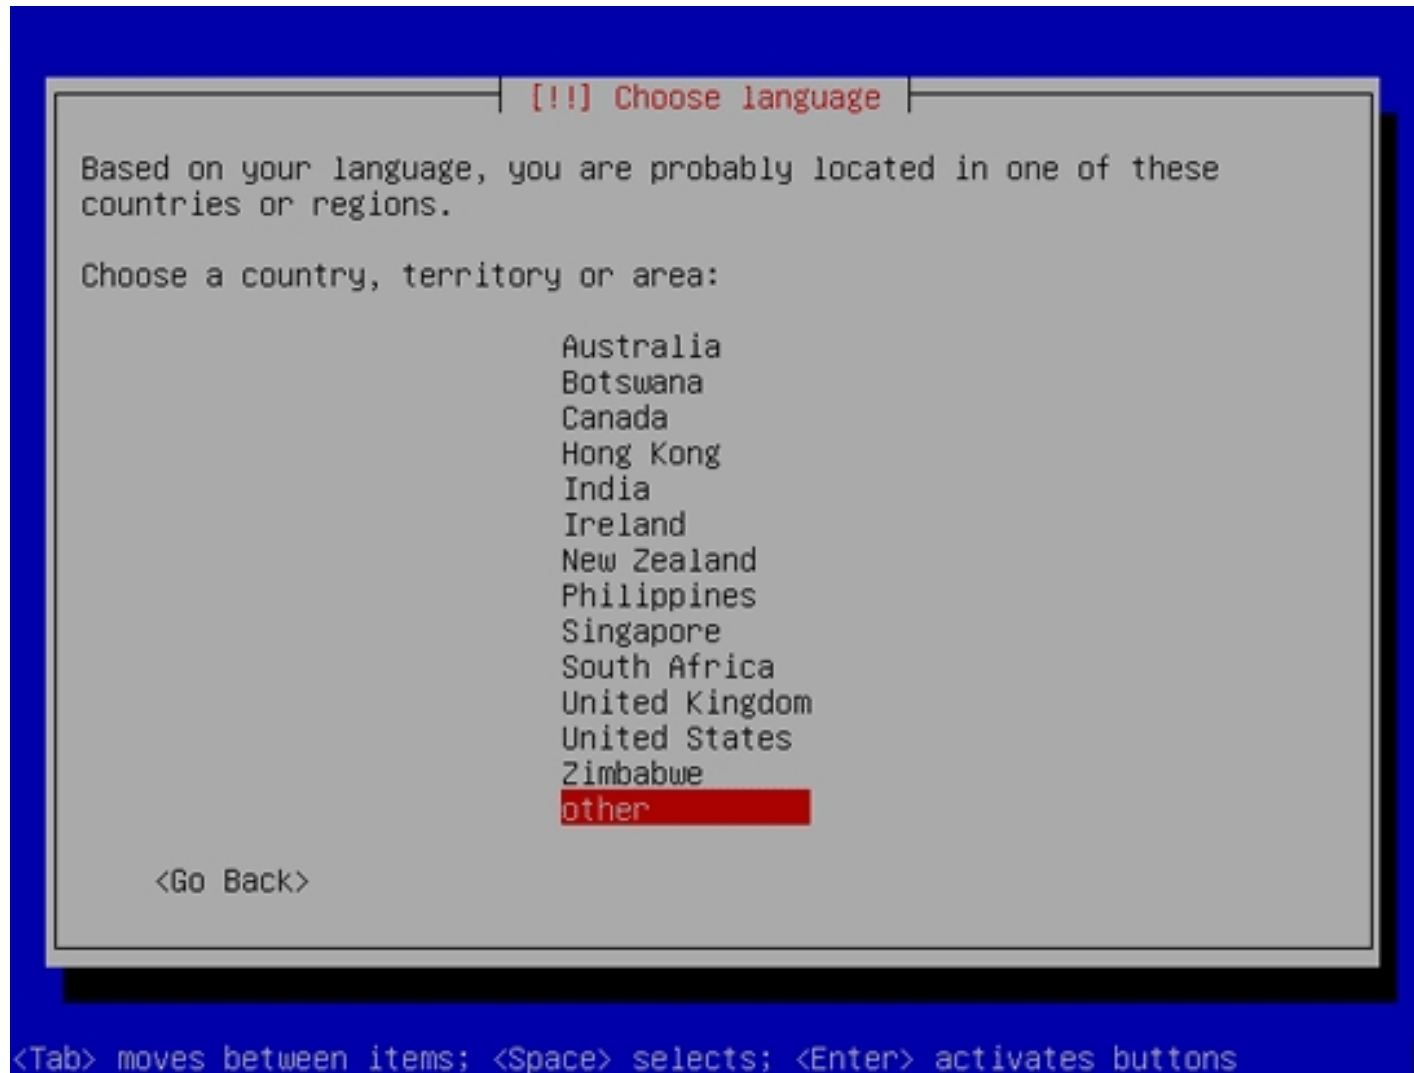 [!!] Choose language
Based on your language, you are probably located in one of these
countries or regions.
Choose a country, territory or area:
Australia
Botswana
Canada
Hong Kong
India
Ireland
New Zealand
Philippines
Singapore
South Africa
United Kingdom
United States
Zimbabwe
other
<Go Back>
<Tab> moves between items; <Space> selects; <Enter> activates buttons